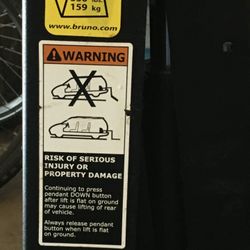 350 lbs.
159 kg
www.bruno.com
WARNING
RISK OF SERIOUS
INJURY OR
PROPERTY DAMAGE
Continuing to press
pendant DOWN button
after lift is flat on ground
may cause lifting of rear
of vehicle.
Always release pendant
button when lift is flat
on ground.